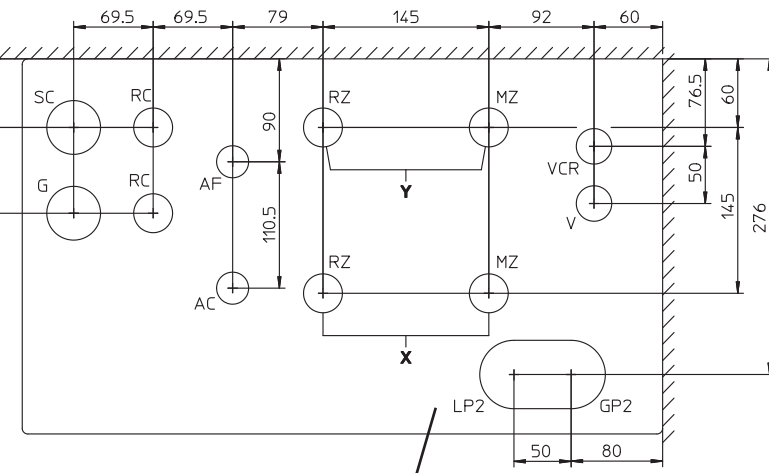 69.5 69.5 79 145 92 60
SC RC RZ MZ
90 76.5 60
VCR
G RC AF Y 50
V
110.5 145 276
RZ MZ
AC
X
LP2 GP2
50 80